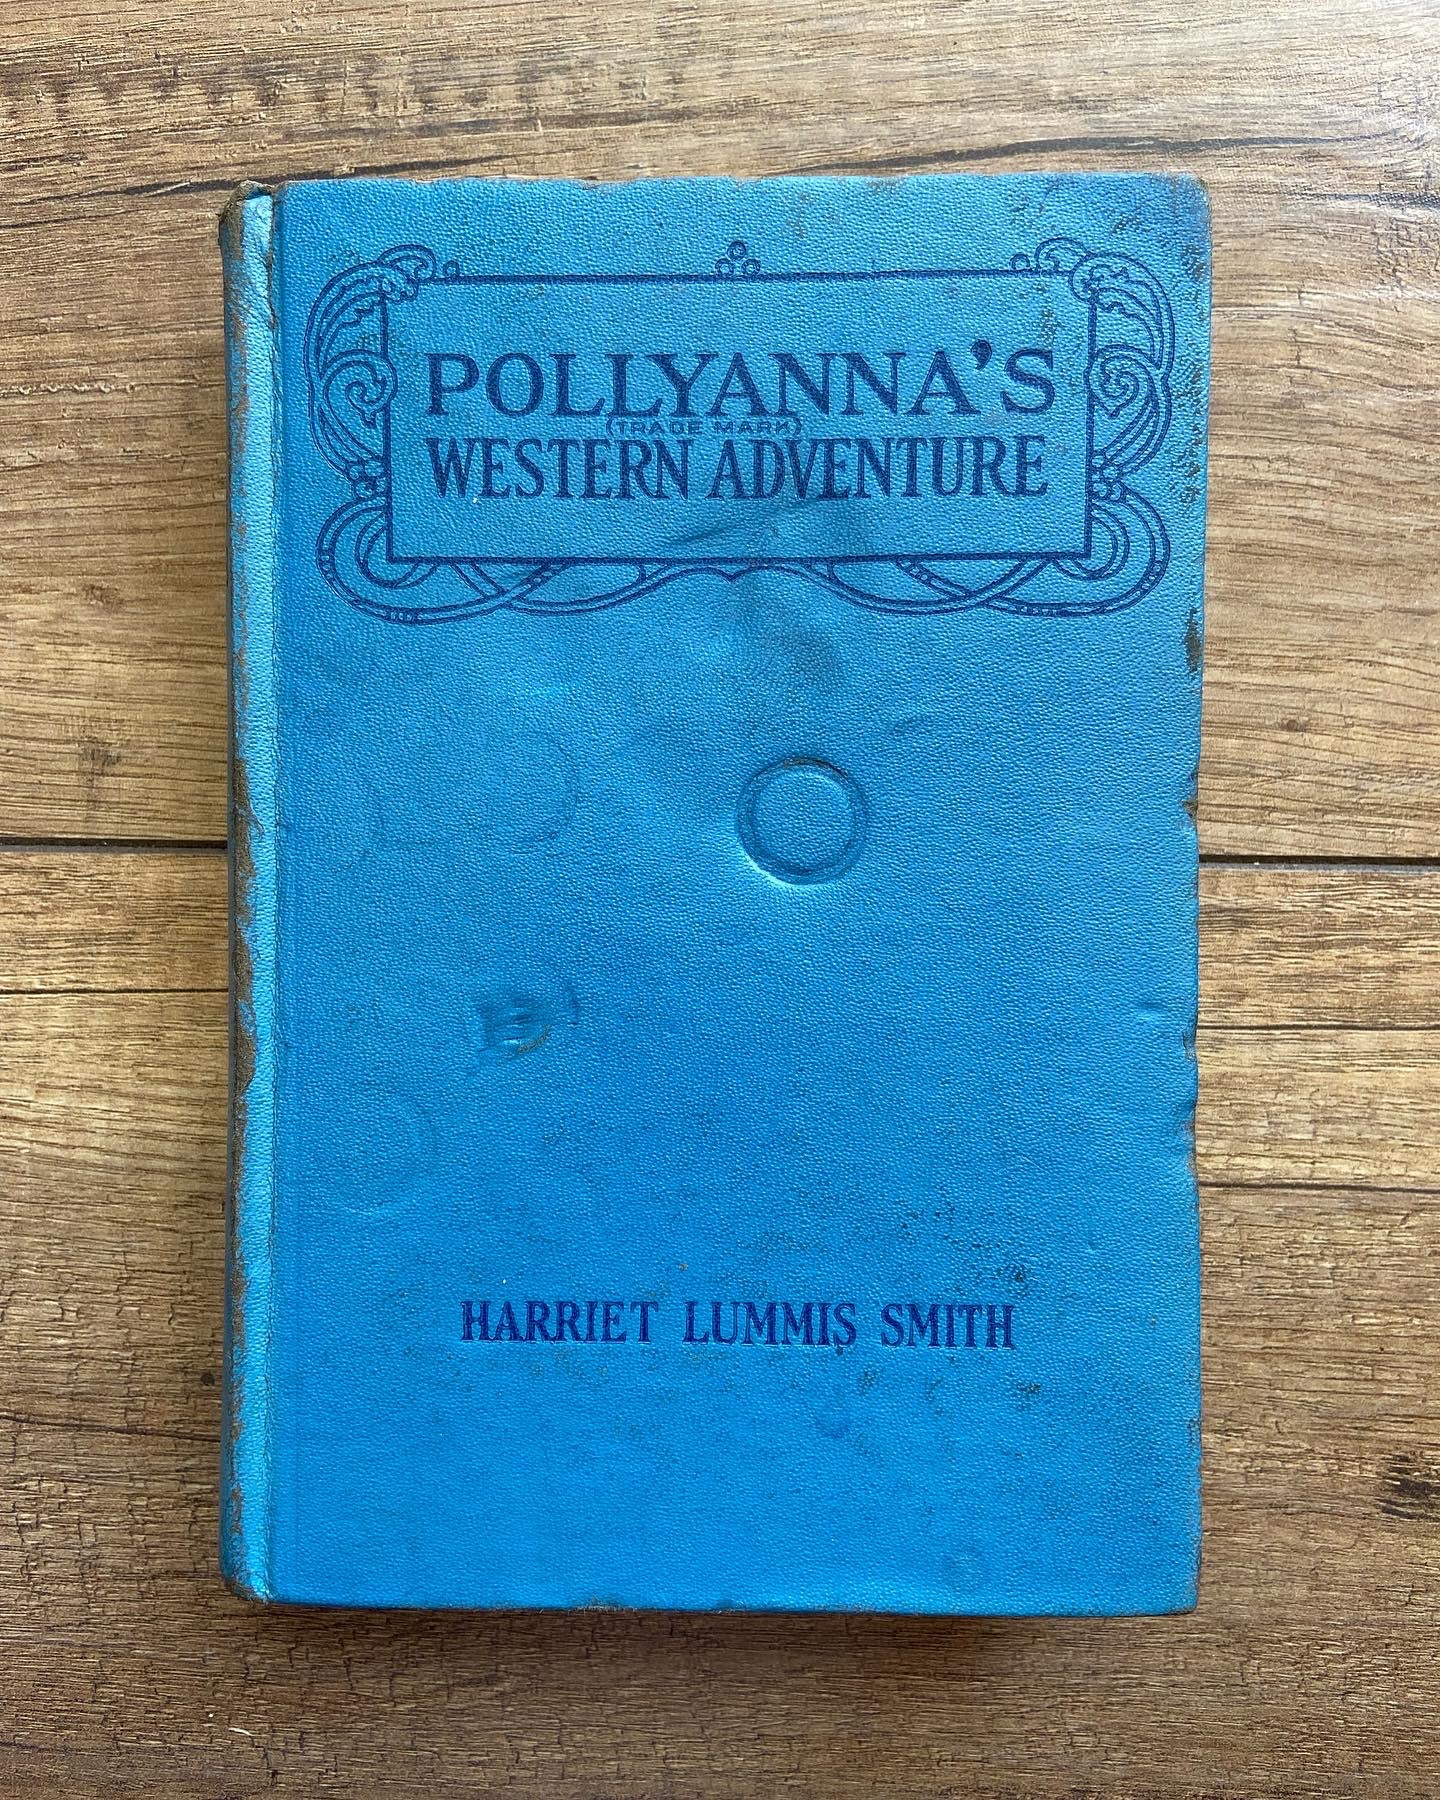 POLLYANNA'S
(TRADE MARK)
WESTERN ADVENTURE
HARRIET LUMMIS SMITH